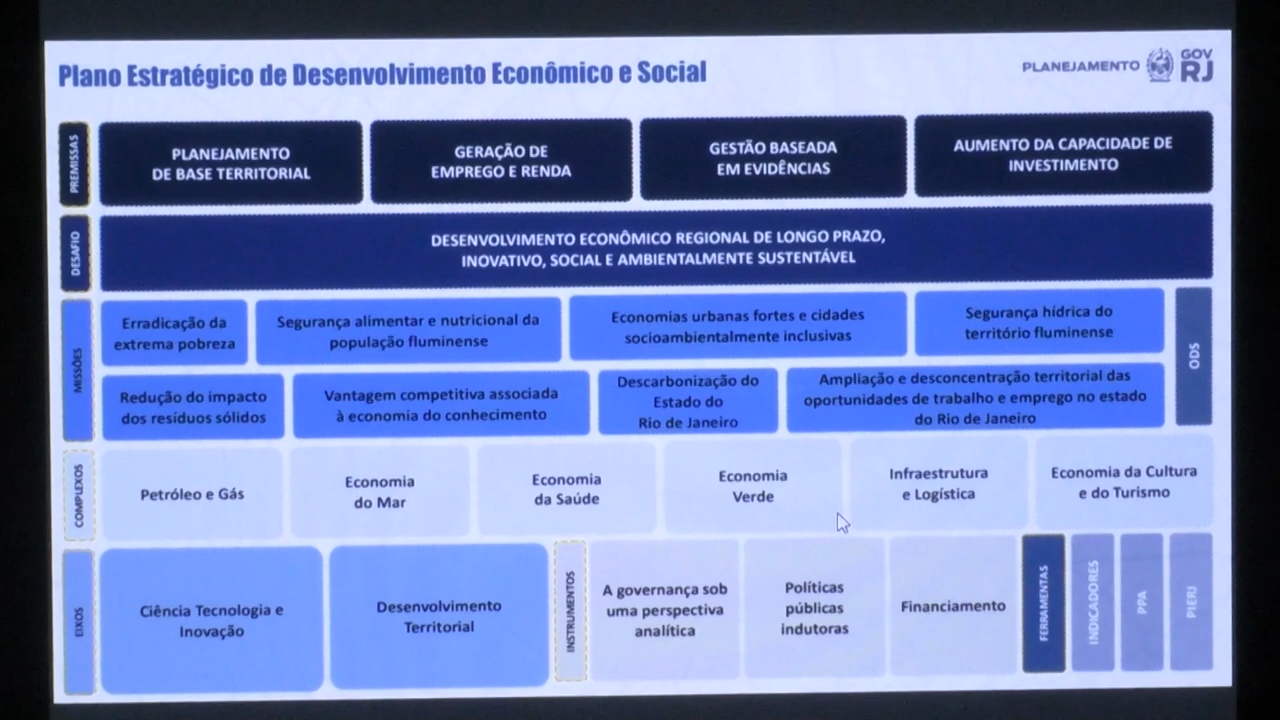 Plano Estratégico de Desenvolvimento Econômico e Social
PLANEJAMENTO
GOV
RJ
PREMISSAS
PLANEJAMENTO
DE BASE TERRITORIAL
GERAÇÃO DE
EMPREGO E RENDA
GESTÃO BASEADA
EM EVIDÊNCIAS
AUMENTO DA CAPACIDADE DE
INVESTIMENTO
DESAFIO
DESENVOLVIMENTO ECONÔMICO REGIONAL DE LONGO PRAZO,
INOVATIVO, SOCIAL E AMBIENTALMENTE SUSTENTÁVEL
MISSÕES
Erradicação da
extrema pobreza
Segurança alimentar e nutricional da
população fluminense
Economias urbanas fortes e cidades
socioambientalmente inclusivas
Segurança hídrica do
território fluminense
ODS
Redução do impacto
dos resíduos sólidos
Vantagem competitiva associada
à economia do conhecimento
Descarbonização do
Estado do
Rio de Janeiro
Ampliação e desconcentração territorial das
oportunidades de trabalho e emprego no estado
do Rio de Janeiro
COMPLEXOS
Petróleo e Gás
Economia
do Mar
Economia
da Saúde
Economia
Verde
Infraestrutura
e Logística
Economia da Cultura
e do Turismo
EIXOS
Ciência Tecnologia e
Inovação
Desenvolvimento
Territorial
INSTRUMENTOS
A governança sob
uma perspectiva
analítica
Políticas
públicas
indutoras
Financiamento
FERRAMENTAS
INDICADORES
PPA
PIERJ